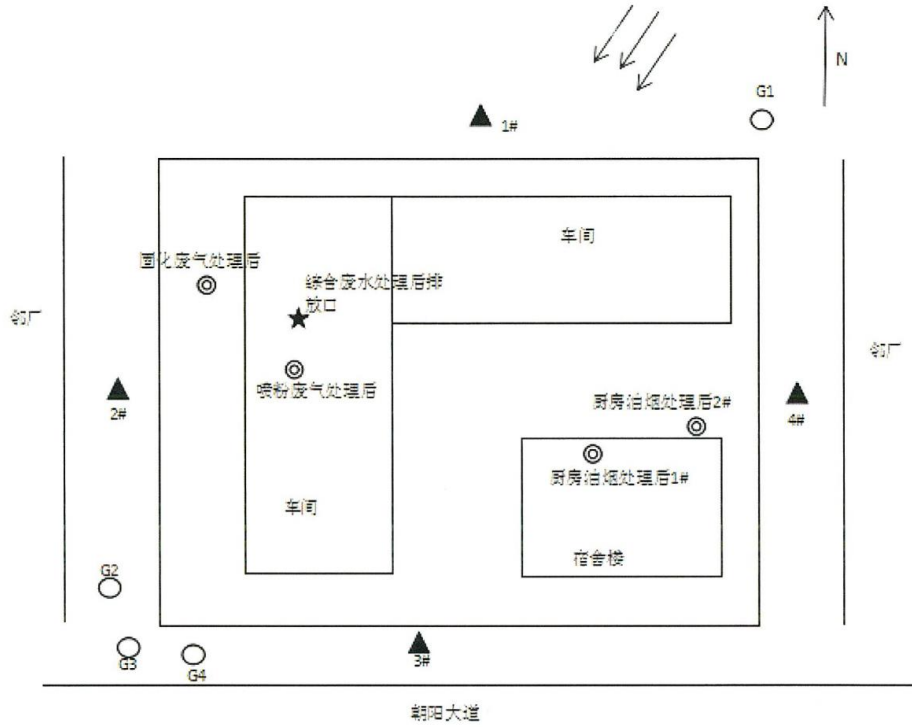 N
G1
1#
车间
固化废气处理后
综合废水处理后排
放口
邻厂
邻厂
喷粉废气处理后
2#
厨房油烟处理后2#
4#
厨房油烟处理后1#
车间
宿舍楼
G2
G3
G4
3#
朝阳大道